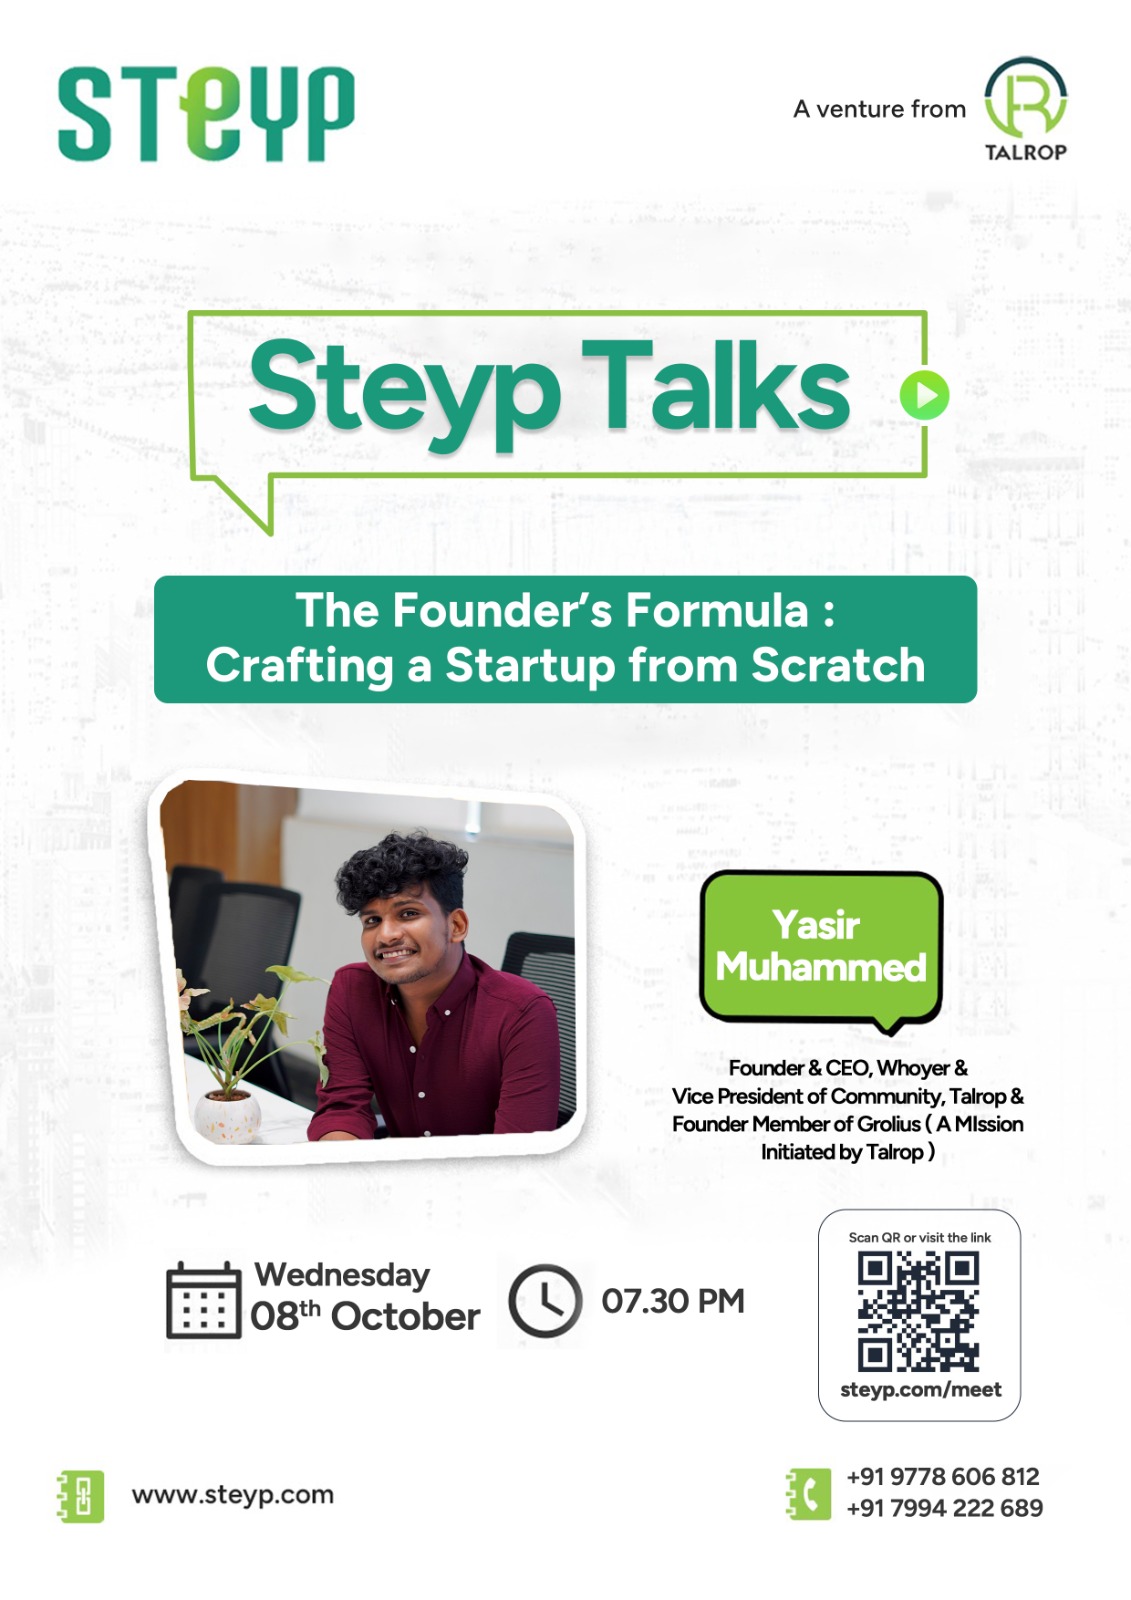 STEYP
A venture from
TALROP
Steyp Talks
The Founder’s Formula :
Crafting a Startup from Scratch
Yasir
Muhammed
Founder & CEO, Whoyer &
Vice President of Community, Talrop &
Founder Member of Grolius ( A MIssion
Initiated by Talrop )
Wednesday
08th October
07.30 PM
Scan QR or visit the link
steyp.com/meet
www.steyp.com
+91 9778 606 812
+91 7994 222 689